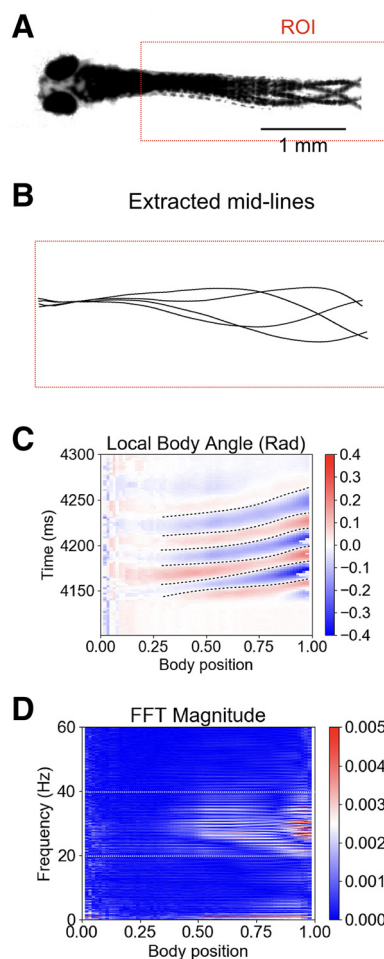 A
ROI
1 mm
B
Extracted mid-lines
C
Local Body Angle (Rad)
4300
4250
4200
4150
Time (ms)
0.00 0.25 0.50 0.75 1.00
Body position
0.4
0.3
0.2
0.1
0.0
−0.1
−0.2
−0.3
−0.4
D
FFT Magnitude
60
40
20
0
Frequency (Hz)
0.00 0.25 0.50 0.75 1.00
Body position
0.005
0.004
0.003
0.002
0.001
0.000